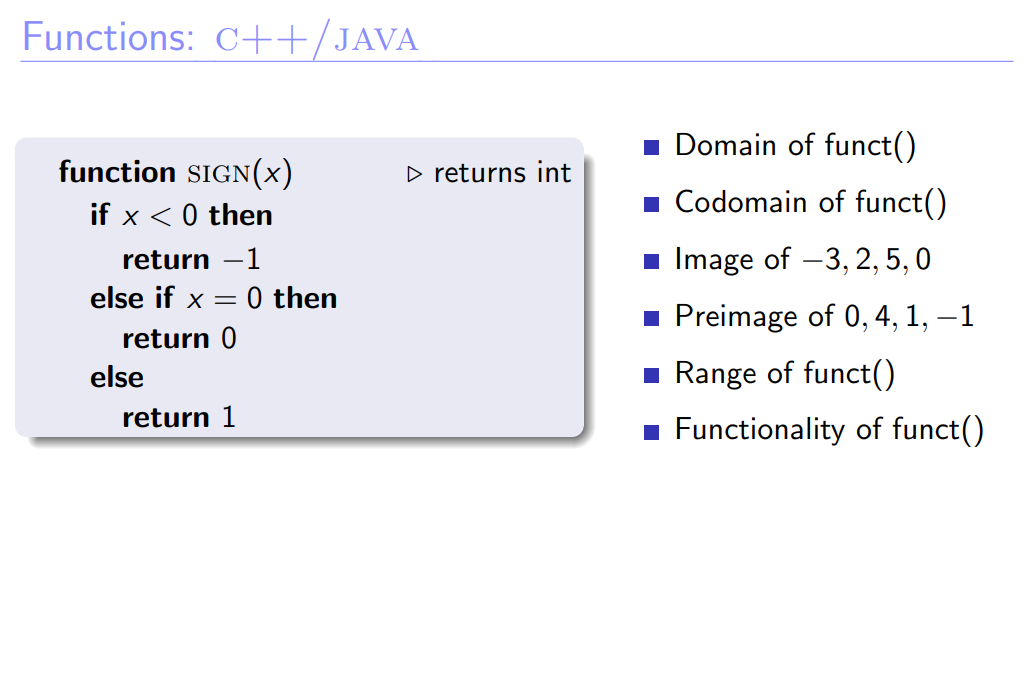 Functions: C++/JAVA
function SIGN(x) ▷ returns int
if x < 0 then
return −1
else if x = 0 then
return 0
else
return 1
Domain of funct()
Codomain of funct()
Image of −3, 2, 5, 0
Preimage of 0, 4, 1, −1
Range of funct()
Functionality of funct()